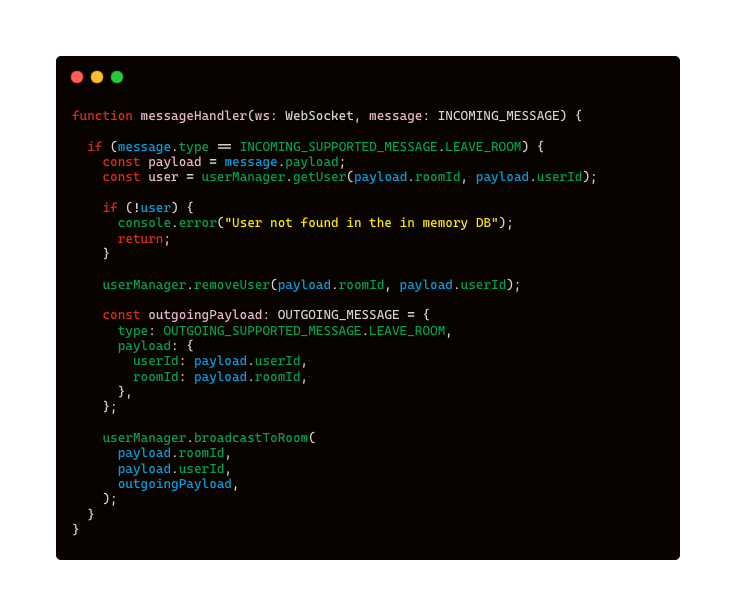 function messageHandler(ws: WebSocket, message: INCOMING_MESSAGE) {
if (message.type == INCOMING_SUPPORTED_MESSAGE.LEAVE_ROOM) {
const payload = message.payload;
const user = userManager.getUser(payload.roomId, payload.userId);
if (!user) {
console.error("User not found in the in memory DB");
return;
}
userManager.removeUser(payload.roomId, payload.userId);
const outgoingPayload: OUTGOING_MESSAGE = {
type: OUTGOING_SUPPORTED_MESSAGE.LEAVE_ROOM,
payload: {
userId: payload.userId,
roomId: payload.roomId,
},
};
userManager.broadcastToRoom(
payload.roomId,
payload.userId,
outgoingPayload,
);
}
}